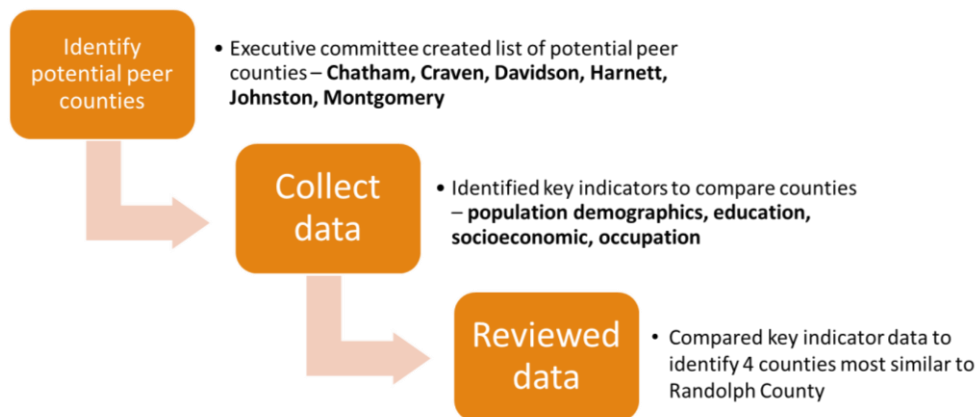 Identify
potential peer
counties
• Executive committee created list of potential peer
counties – Chatham, Craven, Davidson, Harnett,
Johnston, Montgomery
Collect
data
• Identified key indicators to compare counties
– population demographics, education,
socioeconomic, occupation
Reviewed
data
• Compared key indicator data to
identify 4 counties most similar to
Randolph County